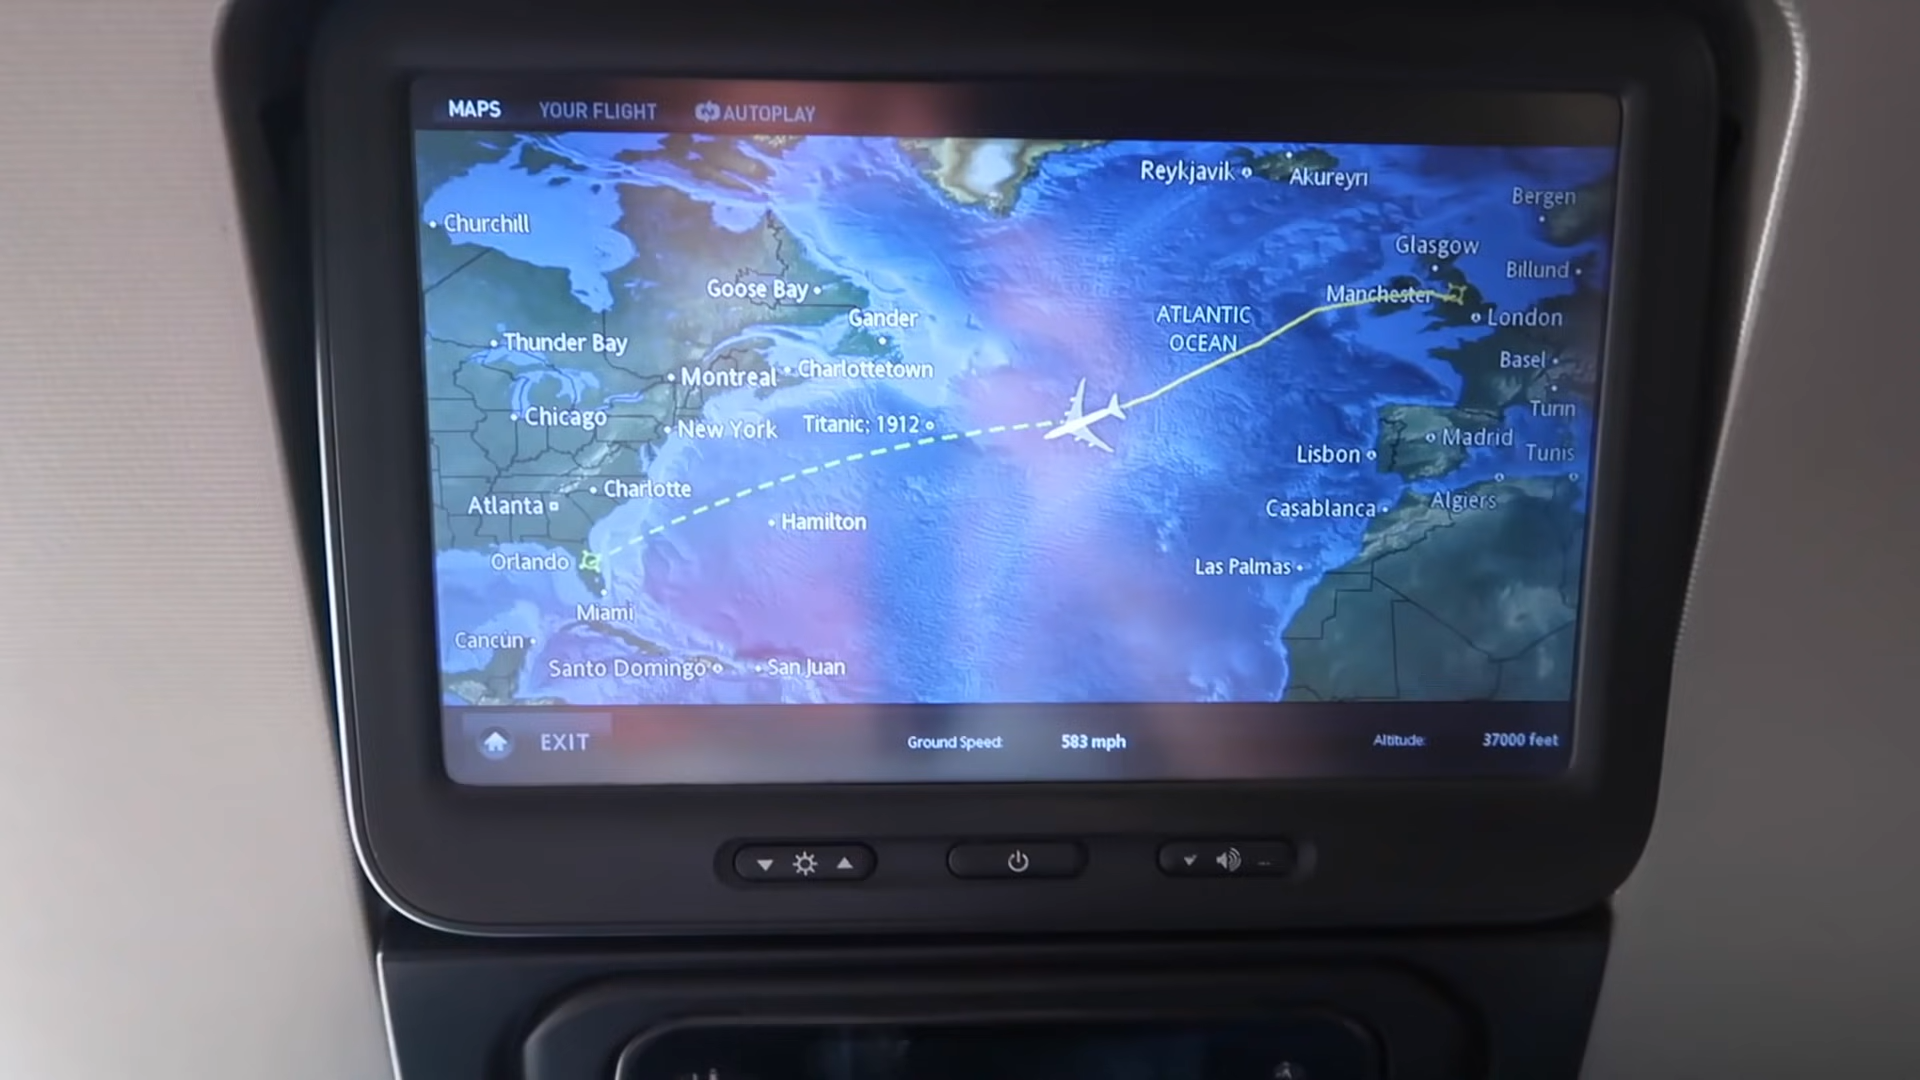 MAPS
YOUR FLIGHT
AUTOPLAY
Reykjavik
Akureyri
Bergen
Churchill
Glasgow
Billund
Goose Bay
Manchester
Gander
ATLANTIC
OCEAN
London
Thunder Bay
Basel
Montreal
Charlottetown
Turin
Chicago
New York
Titanic; 1912
Madrid
Lisbon
Tunis
Charlotte
Atlanta
Casablanca
Algiers
Hamilton
Orlando
Las Palmas
Miami
Cancún
Santo Domingo
San Juan
EXIT
Ground Speed:
583 mph
Altitude:
37000 feet